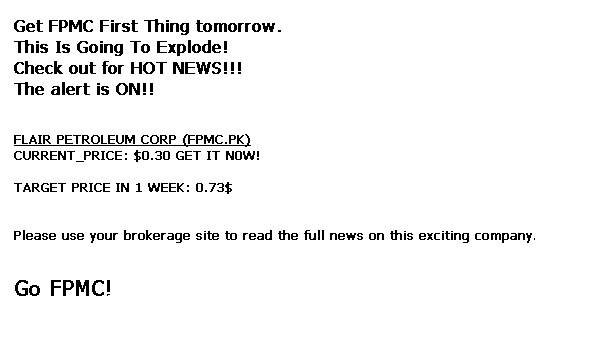 Get FPMC First Thing tomorrow.
This Is Going To Explode!
Check out for HOT NEWS!!!
The alert is ON!!
FLAIR PETROLEUM CORP (FPMC.PK)
CURRENT_PRICE: $0.30 GET IT NOW!
TARGET PRICE IN 1 WEEK: 0.73$
Please use your brokerage site to read the full news on this exciting company.
Go FPMC!